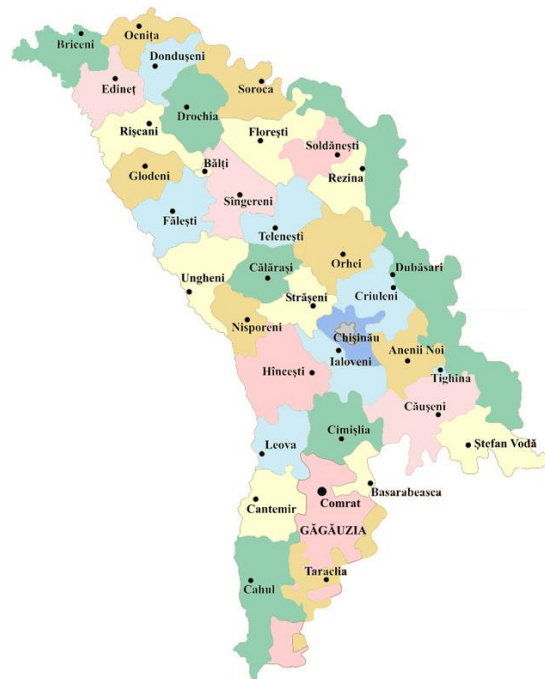 Ocnița
Briceni
Dondușeni
Edineț
Soroca
Drochia
Rîșcani
Florești
Soldănești
Bălți
Glodeni
Rezina
Sîngereni
Fălești
Telenești
Orhei
Călărași
Dubăsari
Ungheni
Criuleni
Strășeni
Nisporeni
Chișinău
Anenii Noi
Ialoveni
Hîncești
Tighina
Căușeni
Cimișlia
Ștefan Vodă
Leova
Basarabeasca
Cantemir
Comrat
GĂGĂUZIA
Taraclia
Cahul